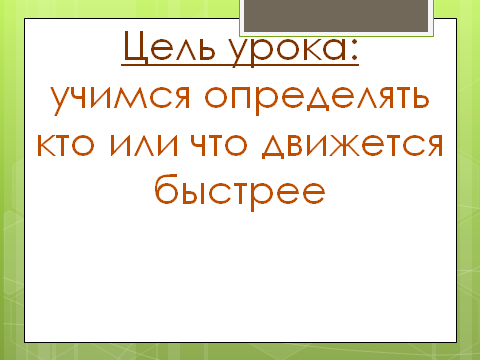 Цель урока:
учимся определять
кто или что движется
быстрее